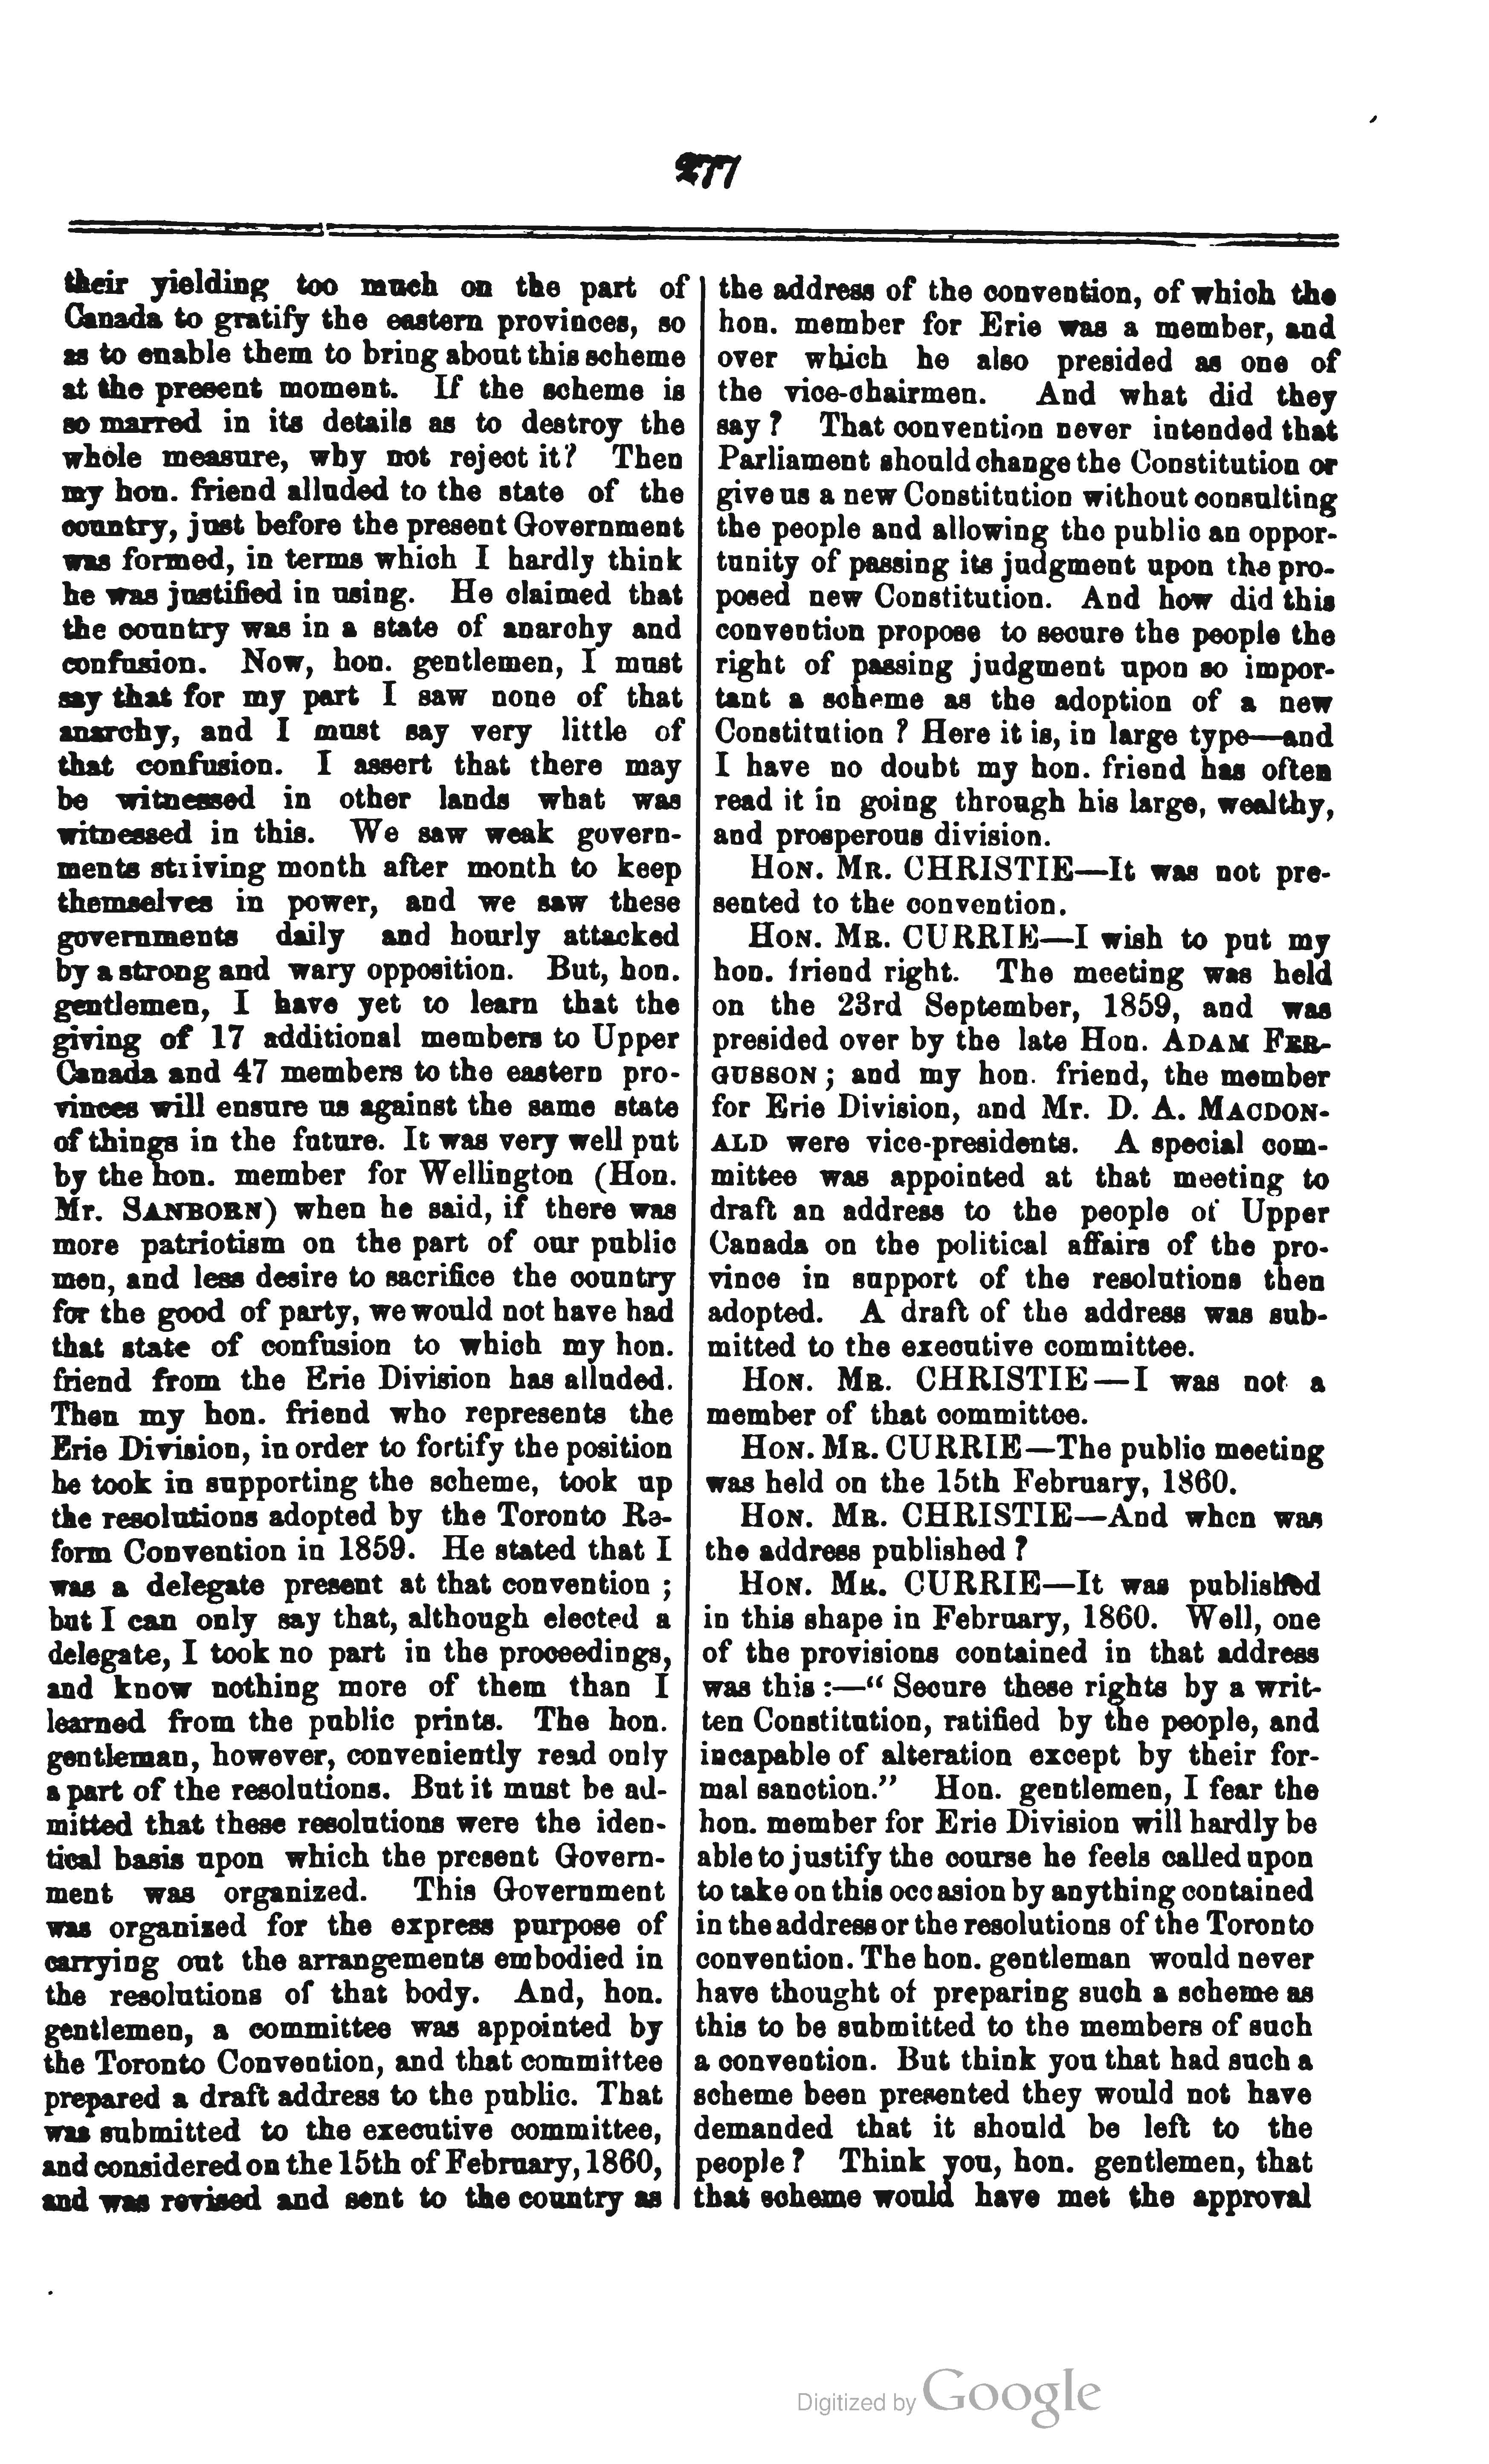 277
their yielding too much on the part of
Canada to gratify the eastern provinces, so
as to enable them to bring about this scheme
at the present moment. If the scheme is
so marred in its details as to destroy the
whole measure, why not reject it? Then
my hon. friend alluded to the state of the
country, just before the present Government
was formed, in terms which I hardly think
he was justified in using. He claimed that
the country was in a state of anarchy and
confusion. Now, hon. gentlemen, I must
say that for my part I saw none of that
anarchy, and I must say very little of
that confusion. I assert that there may
be witnessed in other lands what was
witnessed in this. We saw weak govern-
ments striving month after month to keep
themselves in power, and we saw these
governments daily and hourly attacked
by a strong and wary opposition. But, hon.
gentlemen, I have yet to learn that the
giving of 17 additional members to Upper
Canada and 47 members to the eastern pro-
vinces will ensure us against the same state
of things in the future. It was very well put
by the hon. member for Wellington (Hon.
Mr. SANBORN) when he said, if there was
more patriotism on the part of our public
men, and less desire to sacrifice the country
for the good of party, we would not have had
that state of confusion to which my hon.
friend from the Erie Division has alluded.
Then my hon. friend who represents the
Erie Division, in order to fortify the position
he took in supporting the scheme, took up
the resolutions adopted by the Toronto Re-
form Convention in 1859. He stated that I
was a delegate present at that convention ;
but I can only say that, although elected a
delegate, I took no part in the proceedings,
and know nothing more of them than I
learned from the public prints. The hon.
gentleman, however, conveniently read only
a part of the resolutions. But it must be ad-
mitted that these resolutions were the iden-
tical basis upon which the present Govern-
ment was organized. This Government
was organized for the express purpose of
carrying out the arrangements embodied in
the resolutions of that body. And, hon.
gentlemen, a committee was appointed by
the Toronto Convention, and that committee
prepared a draft address to the public. That
was submitted to the executive committee,
and considered on the 15th of February, 1860,
and was revised and sent to the country as
the address of the convention, of which the
hon. member for Erie was a member, and
over which he also presided as one of
the vice-chairmen. And what did they
say ? That convention never intended that
Parliament should change the Constitution or
give us a new Constitution without consulting
the people and allowing the public an oppor-
tunity of passing its judgment upon the pro-
posed new Constitution. And how did this
convention propose to secure the people the
right of passing judgment upon so impor-
tant a scheme as the adoption of a new
Constitution ? Here it is, in large type—and
I have no doubt my hon. friend has often
read it in going through his large, wealthy,
and prosperous division.
HON. MR. CHRISTIE—It was not pre-
sented to the convention.
HON. MR. CURRIE—I wish to put my
hon. friend right. The meeting was held
on the 23rd September, 1859, and was
presided over by the late Hon. ADAM FER-
GUSSON ; and my hon. friend, the member
for Erie Division, and Mr. D. A. MACDON-
ALD were vice-presidents. A special com-
mittee was appointed at that meeting to
draft an address to the people of Upper
Canada on the political affairs of the pro-
vince in support of the resolutions then
adopted. A draft of the address was sub-
mitted to the executive committee.
HON. MR. CHRISTIE—I was not a
member of that committee.
HON. MR. CURRIE—The public meeting
was held on the 15th February, 1860.
HON. MR. CHRISTIE—And when was
the address published ?
HON. MR. CURRIE—It was published
in this shape in February, 1860. Well, one
of the provisions contained in that address
was this :—“ Secure these rights by a writ-
ten Constitution, ratified by the people, and
incapable of alteration except by their for-
mal sanction.” Hon. gentlemen, I fear the
hon. member for Erie Division will hardly be
able to justify the course he feels called upon
to take on this occasion by anything contained
in the address or the resolutions of the Toronto
convention. The hon. gentleman would never
have thought of preparing such a scheme as
this to be submitted to the members of such
a convention. But think you that had such a
scheme been presented they would not have
demanded that it should be left to the
people ? Think you, hon. gentlemen, that
that scheme would have met the approval
Digitized by Google